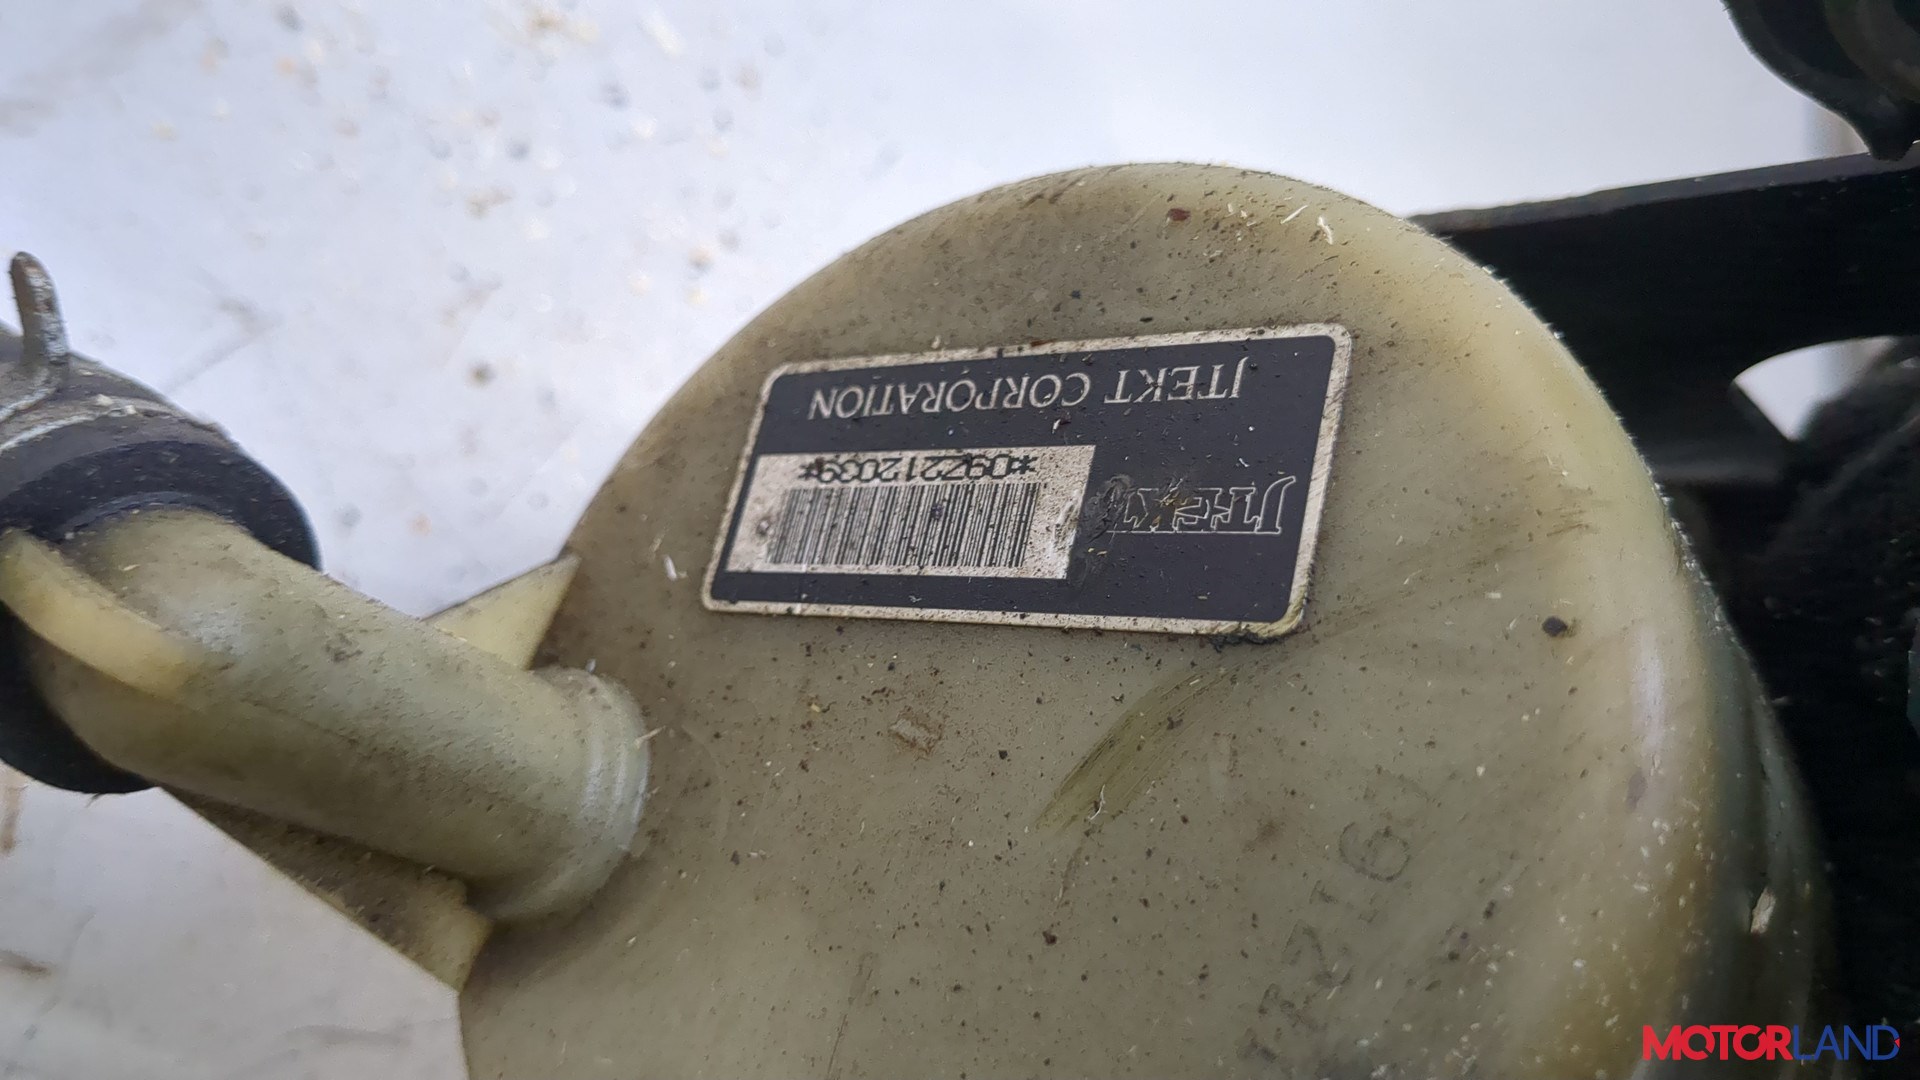 JTEKT CORPORATION
JTEKT
*09Z212039*
MOTORLAND